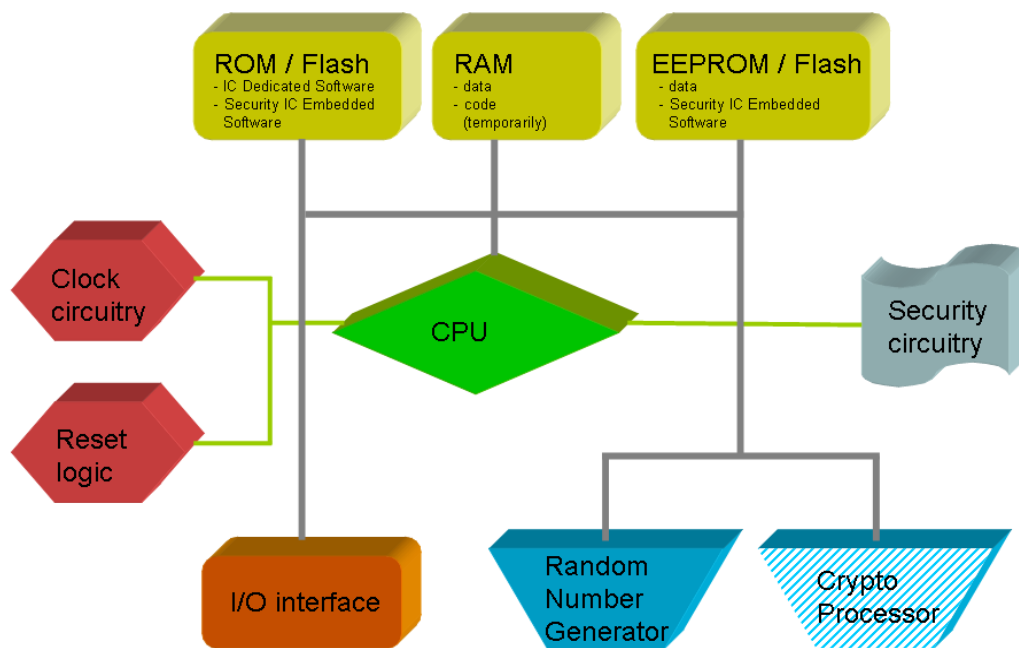 ROM / Flash
- IC Dedicated Software
- Security IC Embedded
Software
RAM
- data
- code
(temporarily)
EEPROM / Flash
- data
- Security IC Embedded
Software
Clock
circuitry
CPU
Security
circuitry
Reset
logic
I/O interface
Random
Number
Generator
Crypto
Processor